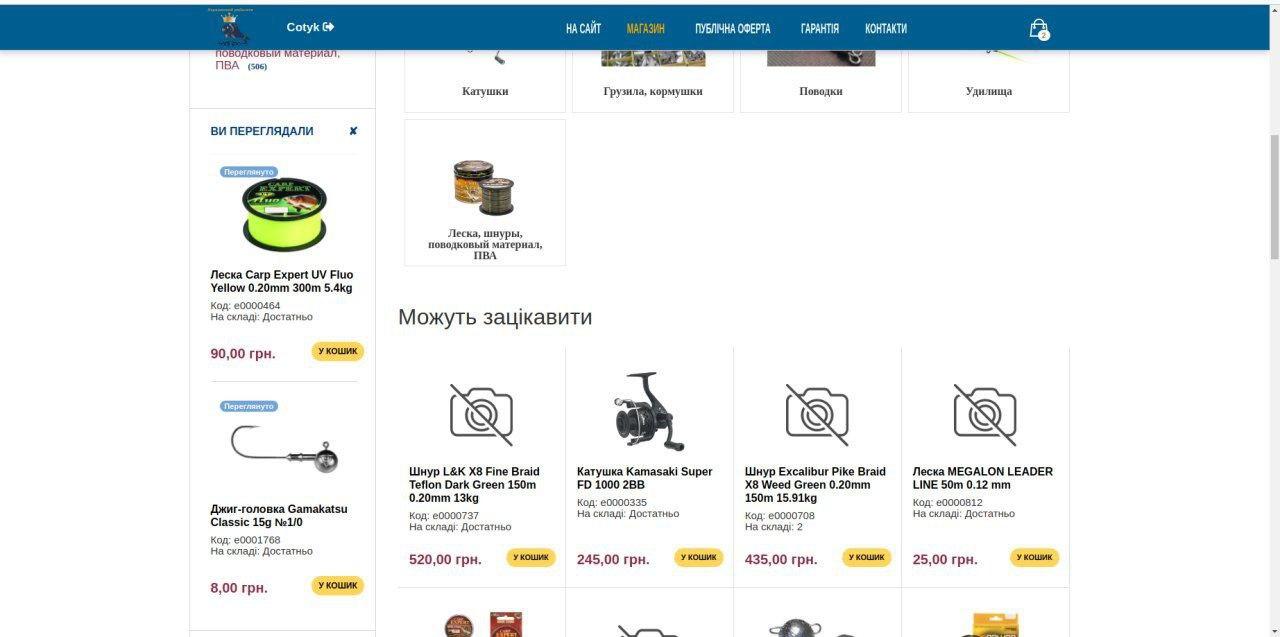 Cotyk
НА САЙТ
МАГАЗИН
ПУБЛІЧНА ОФЕРТА
ГАРАНТІЯ
КОНТАКТИ
2
поводковый материал,
ПВА (506)
ВИ ПЕРЕГЛЯДАЛИ ✘
Переглянуто
CARP
EXPERT
UV
Fluo
Леска Carp Expert UV Fluo
Yellow 0.20mm 300m 5.4kg
Код: e0000464
На складі: Достатньо
90,00 грн.
У КОШИК
Переглянуто
Джиг-головка Gamakatsu
Classic 15g №1/0
Код: e0001768
На складі: Достатньо
8,00 грн.
У КОШИК
Катушки
Грузила, кормушки
Поводки
Удилища
Леска, шнуры,
поводковый материал,
ПВА
Можуть зацікавити
Шнур L&K X8 Fine Braid
Teflon Dark Green 150m
0.20mm 13kg
Код: e0000737
На складі: Достатньо
520,00 грн.
У КОШИК
Катушка Kamasaki Super
FD 1000 2BB
Код: e0000335
На складі: Достатньо
245,00 грн.
У КОШИК
Шнур Excalibur Pike Braid
X8 Weed Green 0.20mm
150m 15.91kg
Код: e0000708
На складі: 2
435,00 грн.
У КОШИК
Леска MEGALON LEADER
LINE 50m 0.12 mm
Код: e0000812
На складі: Достатньо
25,00 грн.
У КОШИК